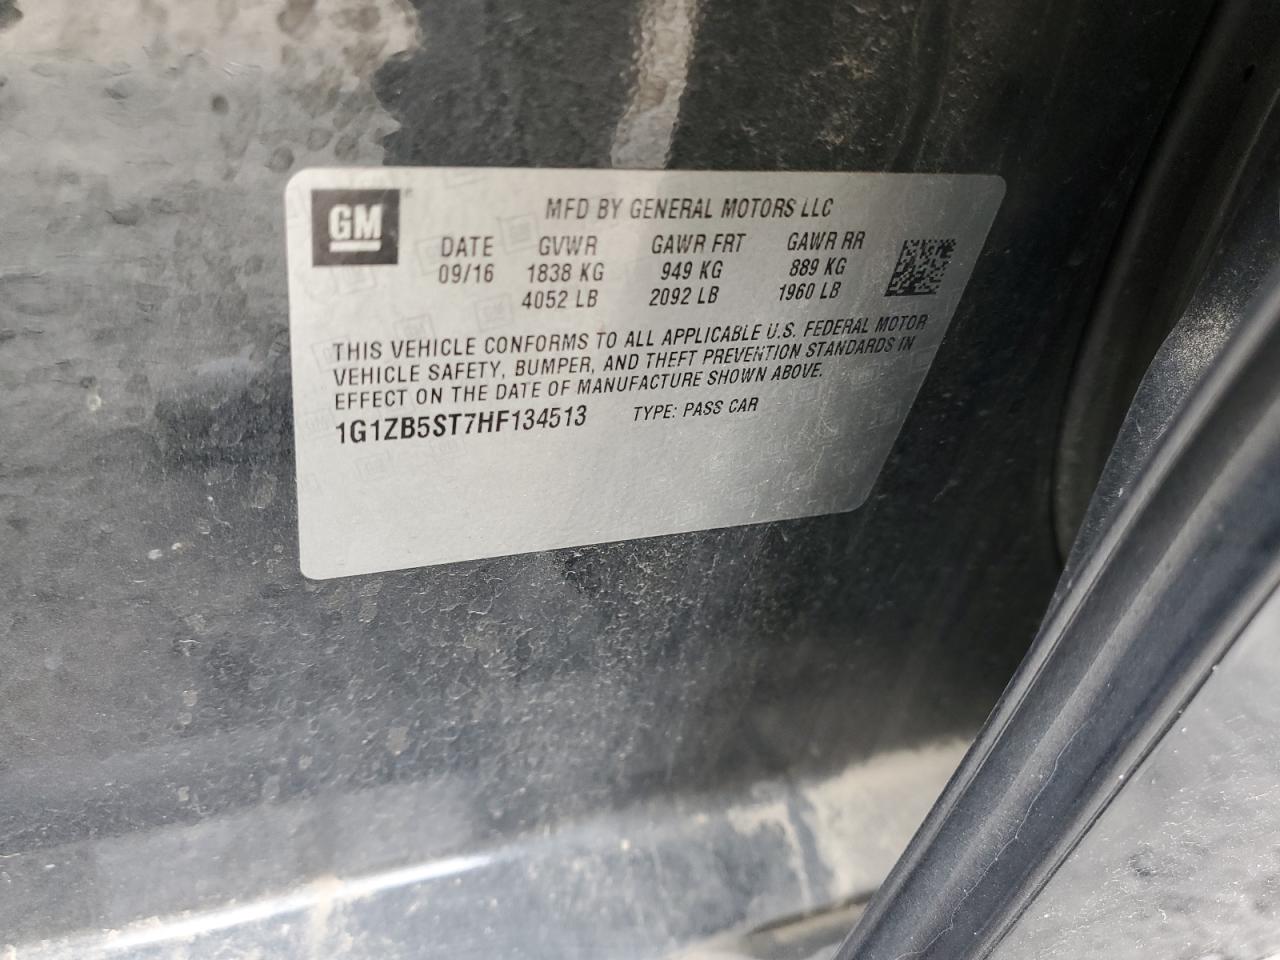 GM
MFD BY GENERAL MOTORS LLC
DATE GVWR GAWR FRT GAWR RR
09/16 1838 KG 949 KG 889 KG
4052 LB 2092 LB 1960 LB
THIS VEHICLE CONFORMS TO ALL APPLICABLE U.S. FEDERAL MOTOR
VEHICLE SAFETY, BUMPER, AND THEFT PREVENTION STANDARDS IN
EFFECT ON THE DATE OF MANUFACTURE SHOWN ABOVE.
1G1ZB5ST7HF134513 TYPE: PASS CAR